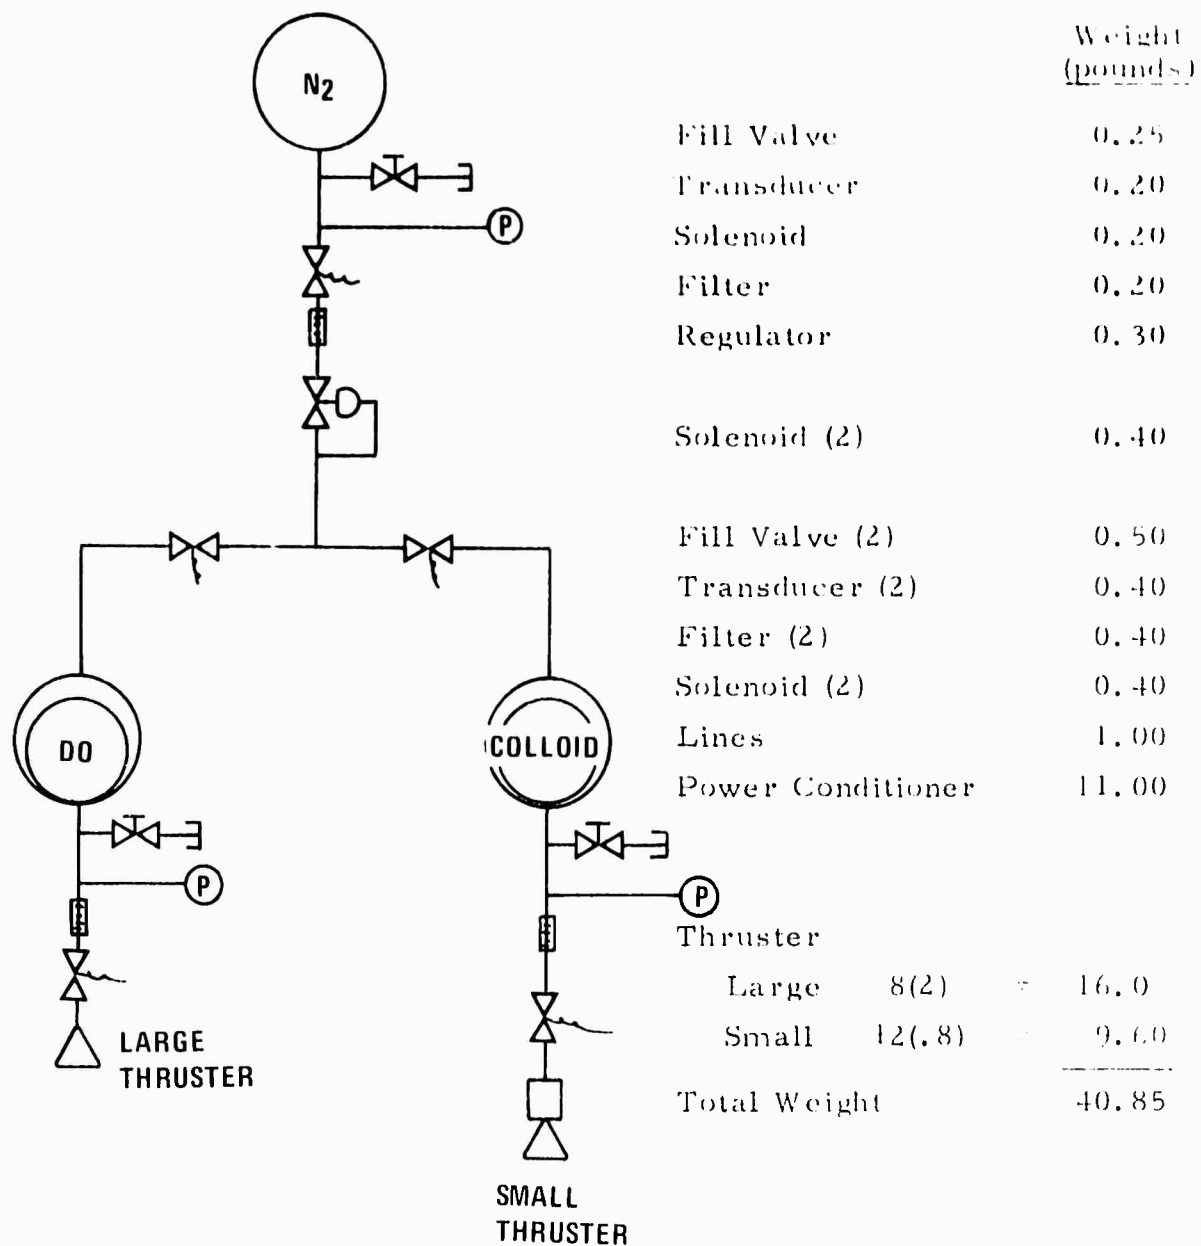 N2
P
DO
COLLOID
P
P
LARGE
THRUSTER
SMALL
THRUSTER
Weight
(pounds)
Fill Valve 0.25
Transducer 0.20
Solenoid 0.20
Filter 0.20
Regulator 0.30
Solenoid (2) 0.40
Fill Valve (2) 0.50
Transducer (2) 0.40
Filter (2) 0.40
Solenoid (2) 0.40
Lines 1.00
Power Conditioner 11.00
Thruster
Large 8(2) = 16.0
Small 12(.8) 9.60
Total Weight 40.85